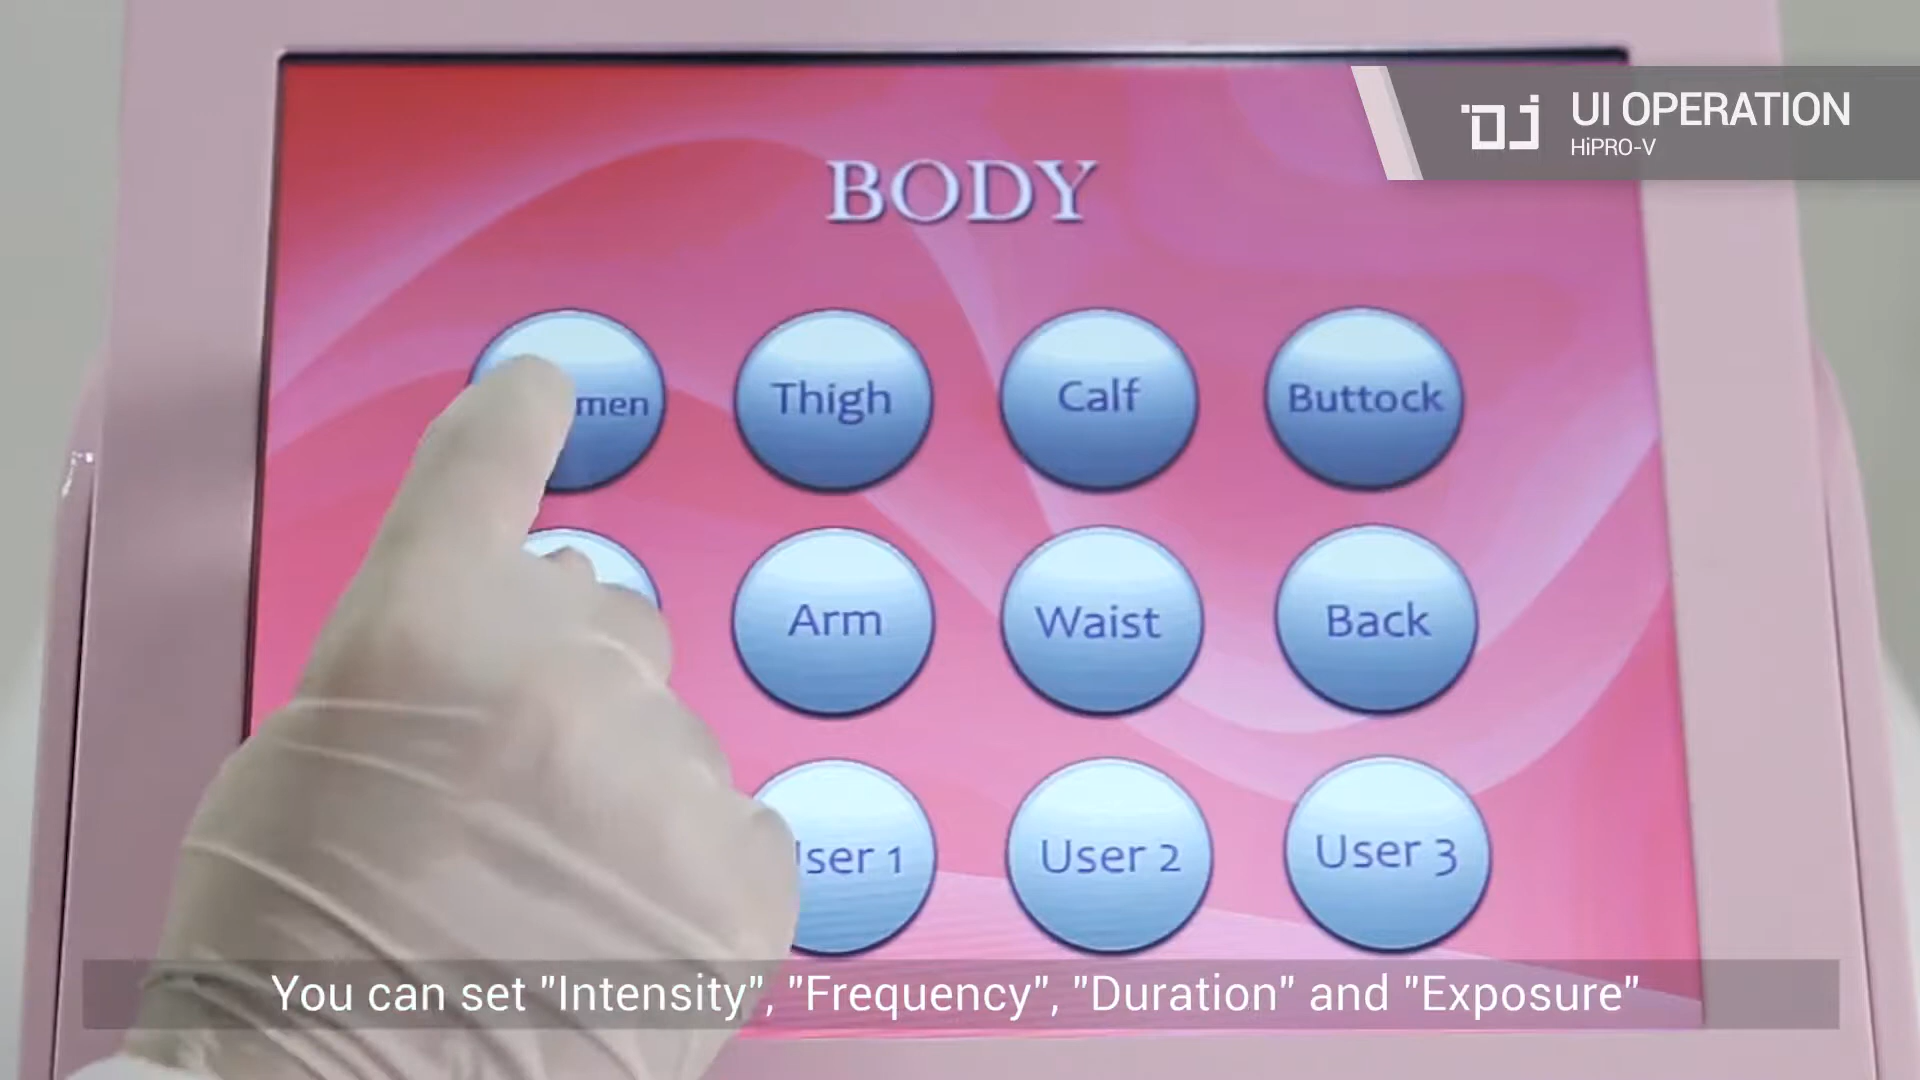 UI OPERATION
HiPRO-V
BODY
Thigh
Calf
Buttock
Arm
Waist
Back
User 2
User 3
You can set "Intensity", "Frequency", "Duration" and "Exposure"